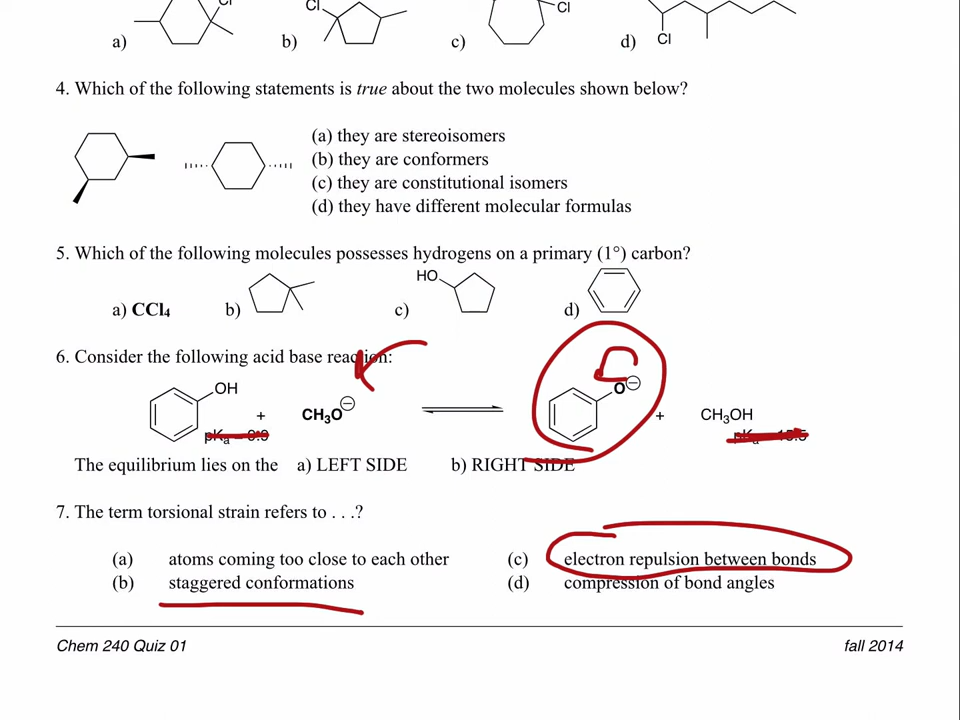 Cl Cl Cl
a) b) c) d) Cl
4. Which of the following statements is true about the two molecules shown below?
(a) they are stereoisomers
(b) they are conformers
(c) they are constitutional isomers
(d) they have different molecular formulas
5. Which of the following molecules possesses hydrogens on a primary (1°) carbon?
HO
a) CCl₄ b) c) d)
6. Consider the following acid base reaction:
OH O⊖
+ CH₃O⊖ + CH₃OH
pKₐ = pKₐ = 15.5
The equilibrium lies on the a) LEFT SIDE b) RIGHT SIDE
7. The term torsional strain refers to . . .?
(a) atoms coming too close to each other (c) electron repulsion between bonds
(b) staggered conformations (d) compression of bond angles
Chem 240 Quiz 01 fall 2014